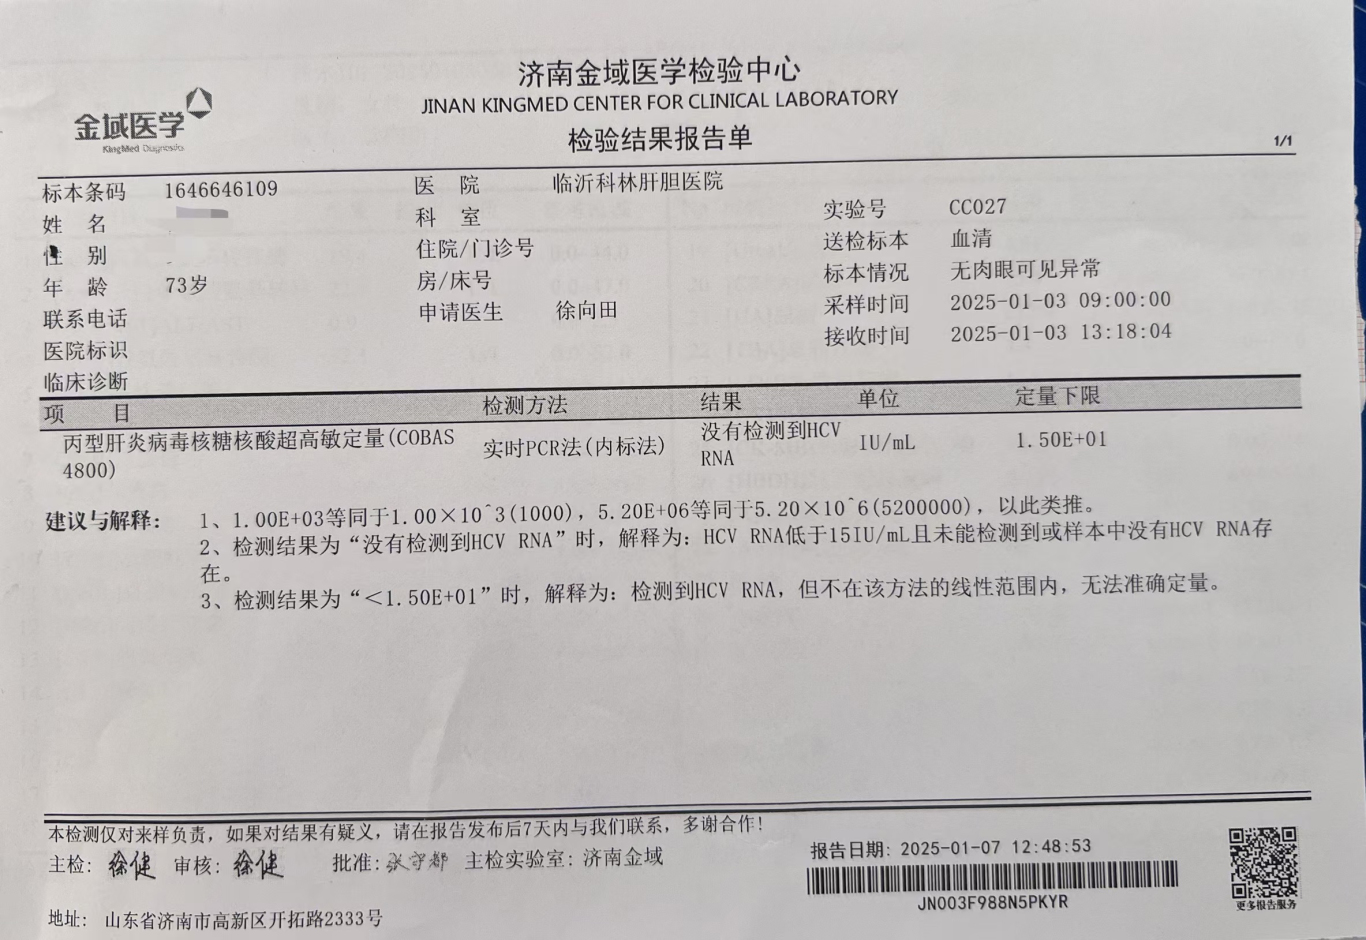 济南金域医学检验中心
JINAN KINGMED CENTER FOR CLINICAL LABORATORY
金域医学
KingMed Diagnostics
检验结果报告单
1/1
标本条码 1646646109 医 院 临沂科林肝胆医院
姓 名 科 室 实验号 CC027
性 别 住院/门诊号 送检标本 血清
年 龄 73岁 房/床号 标本情况 无肉眼可见异常
联系电话 申请医生 徐向田 采样时间 2025-01-03 09:00:00
医院标识 接收时间 2025-01-03 13:18:04
临床诊断
项 目 检测方法 结果 单位 定量下限
丙型肝炎病毒核糖核酸超高敏定量(COBAS 4800) 实时PCR法(内标法) 没有检测到HCV RNA IU/mL 1.50E+01
建议与解释: 1、1.00E+03等同于1.00×10^3(1000),5.20E+06等同于5.20×10^6(5200000),以此类推。
2、检测结果为“没有检测到HCV RNA”时,解释为: HCV RNA低于15IU/mL且未能检测到或样本中没有HCV RNA存
在。
3、检测结果为“<1.50E+01”时,解释为: 检测到HCV RNA,但不在该方法的线性范围内,无法准确定量。
本检测仅对来样负责,如果对结果有疑义,请在报告发布后7天内与我们联系,多谢合作!
主检: 徐健 审核: 徐健 批准: 张守都 主检实验室: 济南金域
报告日期: 2025-01-07 12:48:53
JN003F988N5PKYR
更多报告服务
地址: 山东省济南市高新区开拓路2333号